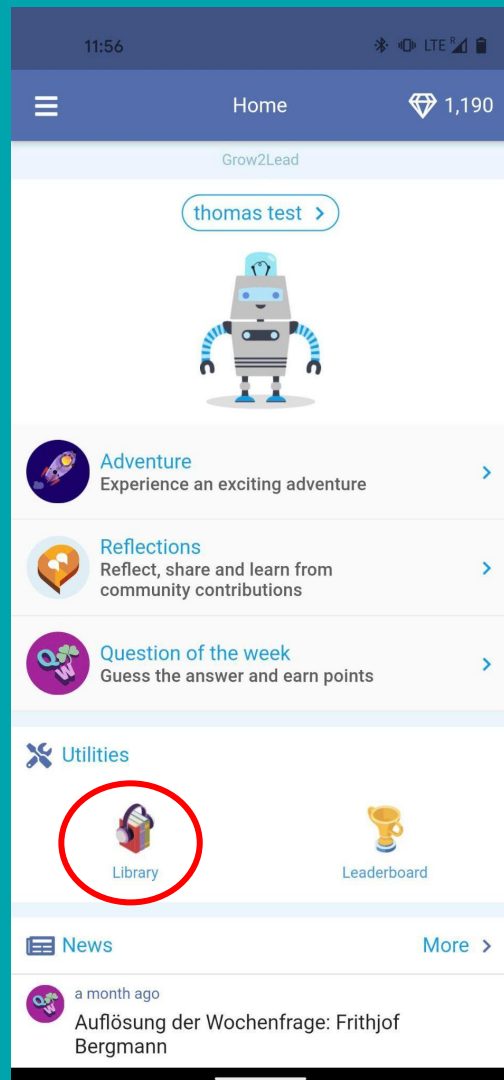 11:56
LTE R
Home
1,190
Grow2Lead
thomas test
Adventure
Experience an exciting adventure
Reflections
Reflect, share and learn from
community contributions
QW
Question of the week
Guess the answer and earn points
Utilities
Library
Leaderboard
News
More
QW
a month ago
Auflösung der Wochenfrage: Frithjof
Bergmann